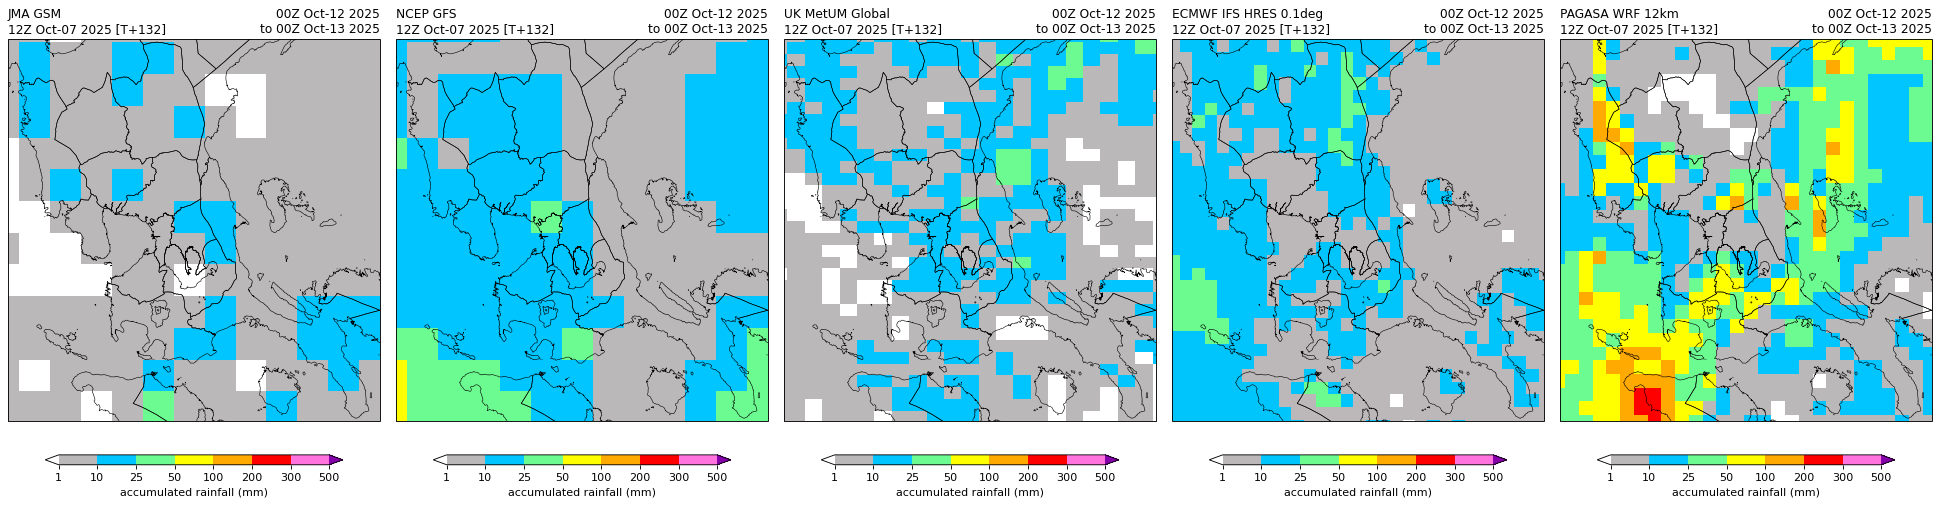 JMA GSM 00Z Oct-12 2025
12Z Oct-07 2025 [T+132] to 00Z Oct-13 2025
1 10 25 50 100 200 300 500
accumulated rainfall (mm)
NCEP GFS 00Z Oct-12 2025
12Z Oct-07 2025 [T+132] to 00Z Oct-13 2025
1 10 25 50 100 200 300 500
accumulated rainfall (mm)
UK MetUM Global 00Z Oct-12 2025
12Z Oct-07 2025 [T+132] to 00Z Oct-13 2025
1 10 25 50 100 200 300 500
accumulated rainfall (mm)
ECMWF IFS HRES 0.1deg 00Z Oct-12 2025
12Z Oct-07 2025 [T+132] to 00Z Oct-13 2025
1 10 25 50 100 200 300 500
accumulated rainfall (mm)
PAGASA WRF 12km 00Z Oct-12 2025
12Z Oct-07 2025 [T+132] to 00Z Oct-13 2025
1 10 25 50 100 200 300 500
accumulated rainfall (mm)